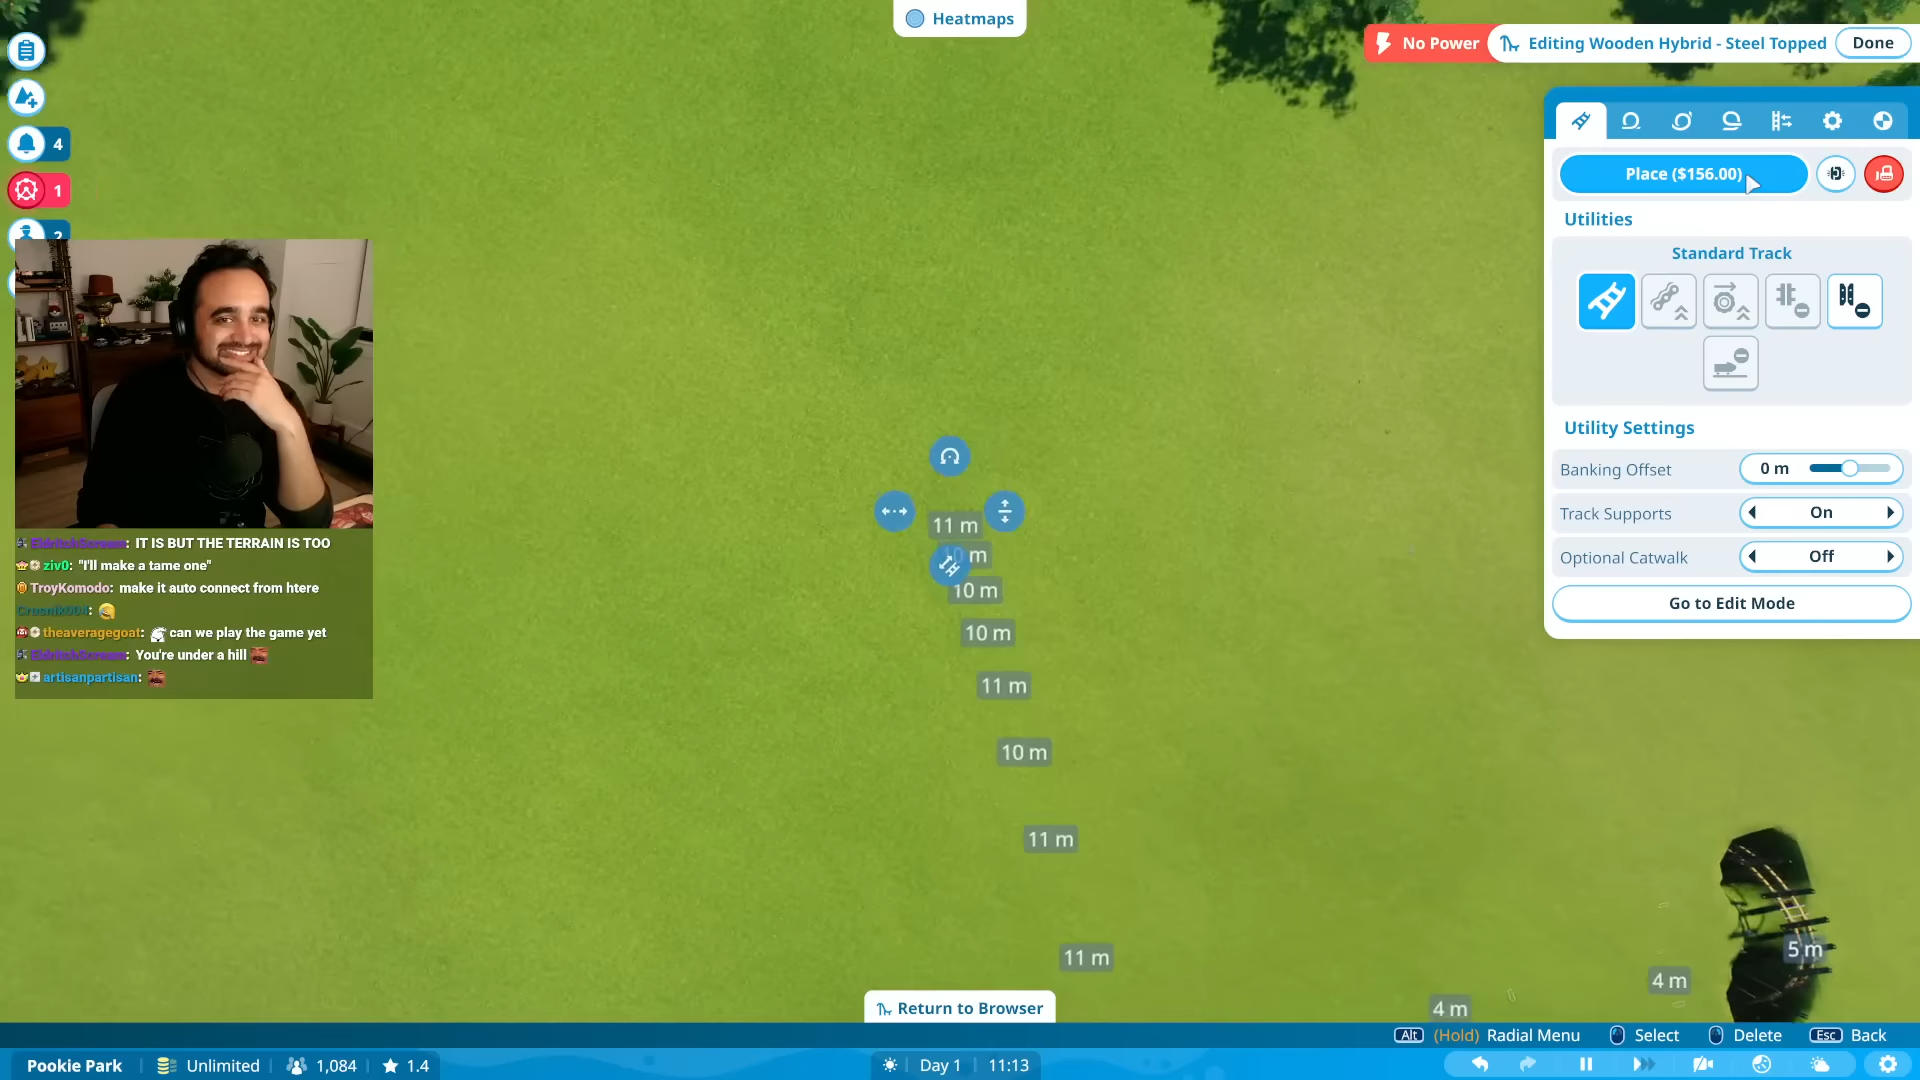 Heatmaps
No Power
Editing Wooden Hybrid - Steel Topped
Done
4
1
2
Place ($156.00)
Utilities
Standard Track
Utility Settings
Banking Offset
0 m
Track Supports
On
Optional Catwalk
Off
Go to Edit Mode
11 m
10 m
10 m
10 m
11 m
10 m
11 m
11 m
5 m
4 m
4 m
: IT IS BUT THE TERRAIN IS TOO
ziv0: "I'll make a tame one"
TroyKomodo: make it auto connect from htere
theaveragegoat: can we play the game yet
: You're under a hill
artisanpartisan:
Return to Browser
Alt (Hold) Radial Menu
Select
Delete
Esc Back
Pookie Park
Unlimited
1,084
1.4
Day 1
11:13